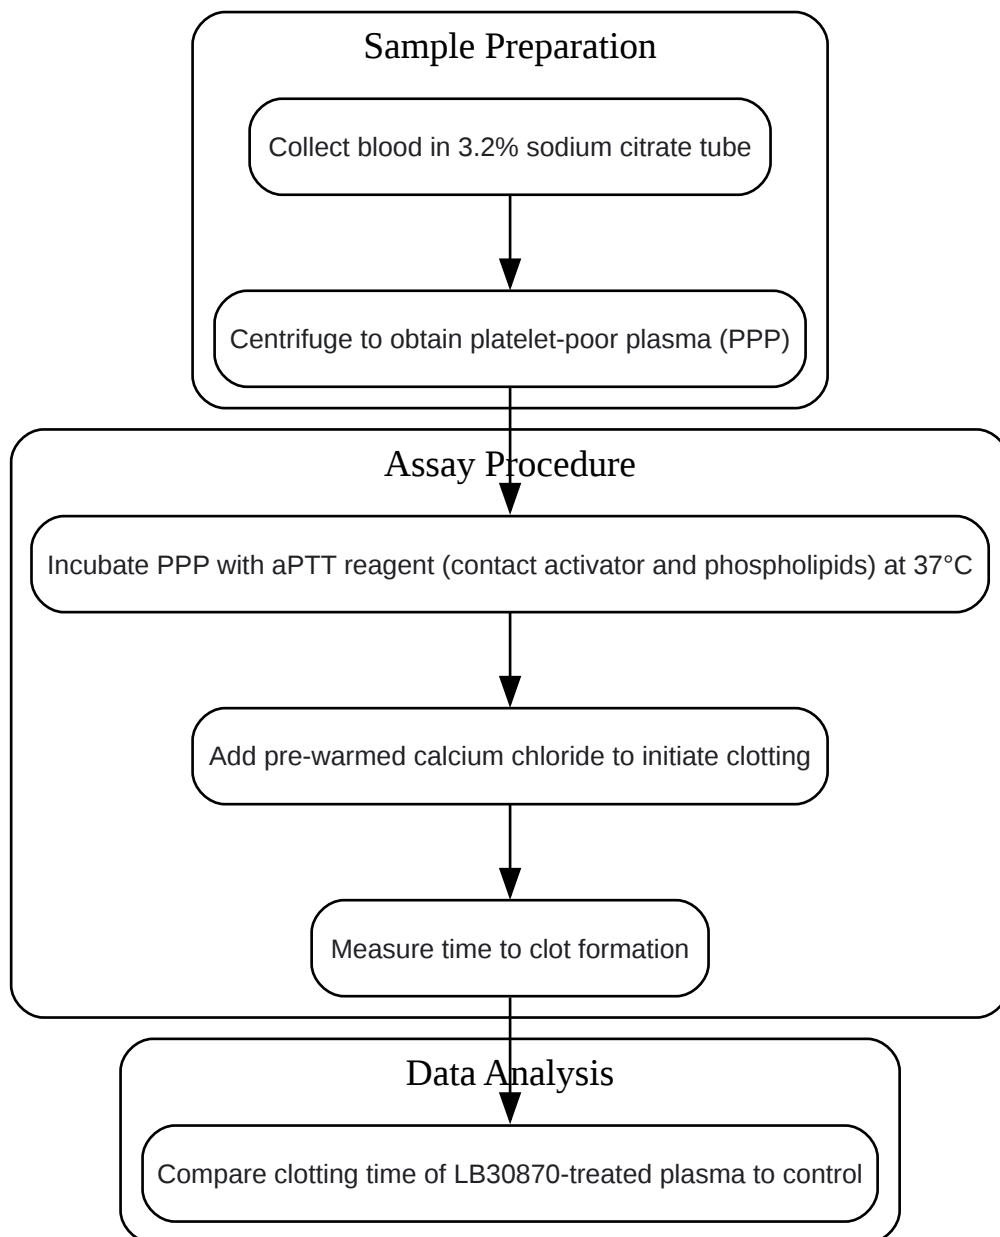 Sample Preparation
Collect blood in 3.2% sodium citrate tube
Centrifuge to obtain platelet-poor plasma (PPP)
Assay Procedure
Incubate PPP with aPTT reagent (contact activator and phospholipids) at 37°C
Add pre-warmed calcium chloride to initiate clotting
Measure time to clot formation
Data Analysis
Compare clotting time of LB30870-treated plasma to control